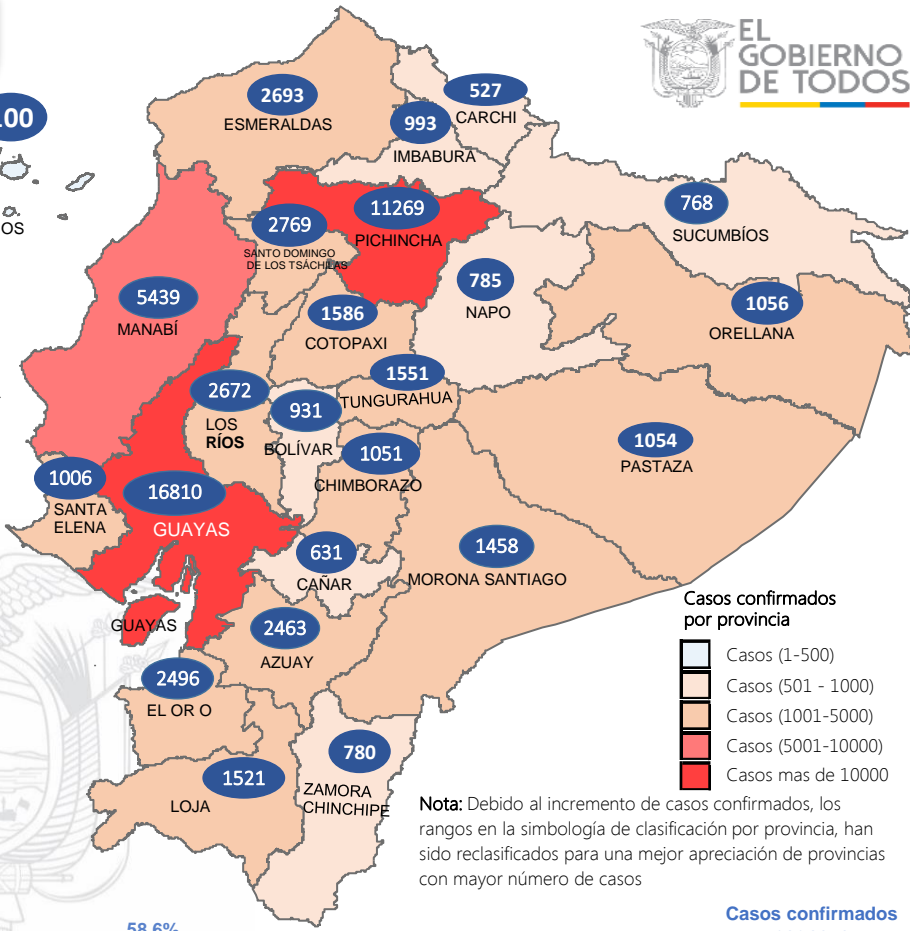 EL
GOBIERNO
DE TODOS
2693
ESMERALDAS
527
CARCHI
993
IMBABURA
.00
OS
11269
PICHINCHA
2769
SANTO DOMINGO
DE LOS TSÁCHILAS
768
SUCUMBÍOS
785
NAPO
5439
MANABÍ
1056
ORELLANA
1586
COTOPAXI
1551
TUNGURAHUA
2672
LOS
RÍOS
931
BOLÍVAR
1054
PASTAZA
1051
CHIMBORAZO
1006
SANTA
ELENA
16810
GUAYAS
631
CAÑAR
1458
MORONA SANTIAGO
GUAYAS
2463
AZUAY
2496
EL OR O
1521
LOJA
780
ZAMORA
CHINCHIPE
Casos confirmados
por provincia
Casos (1-500)
Casos (501 - 1000)
Casos (1001-5000)
Casos (5001-10000)
Casos mas de 10000
Nota: Debido al incremento de casos confirmados, los
rangos en la simbología de clasificación por provincia, han
sido reclasificados para una mejor apreciación de provincias
con mayor número de casos
58.6%
Casos confirmados